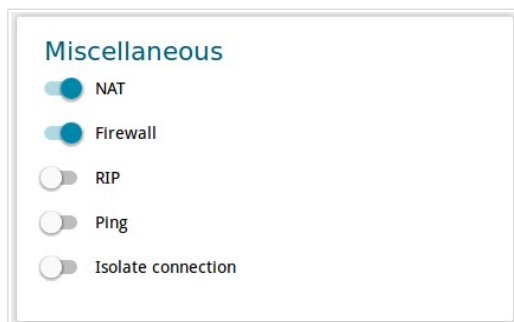 Miscellaneous
NAT
Firewall
RIP
Ping
Isolate connection